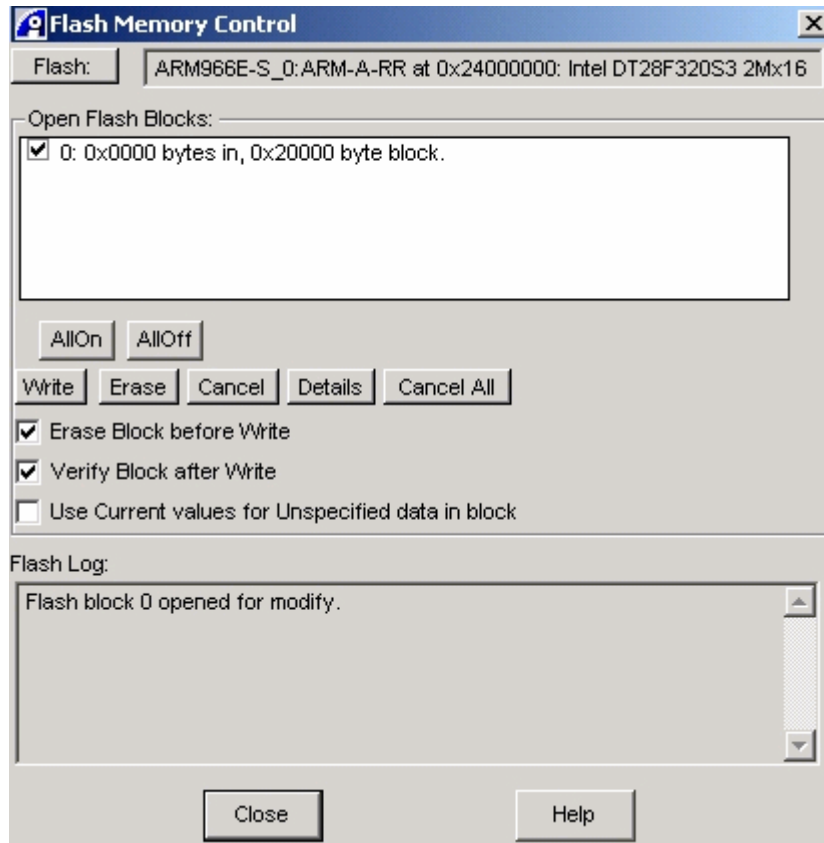 Flash Memory Control
Flash: ARM966E-S_0:ARM-A-RR at 0x24000000: Intel DT28F320S3 2Mx16
Open Flash Blocks:
0: 0x0000 bytes in, 0x20000 byte block.
AllOn AllOff
Write Erase Cancel Details Cancel All
Erase Block before Write
Verify Block after Write
Use Current values for Unspecified data in block
Flash Log:
Flash block 0 opened for modify.
Close Help